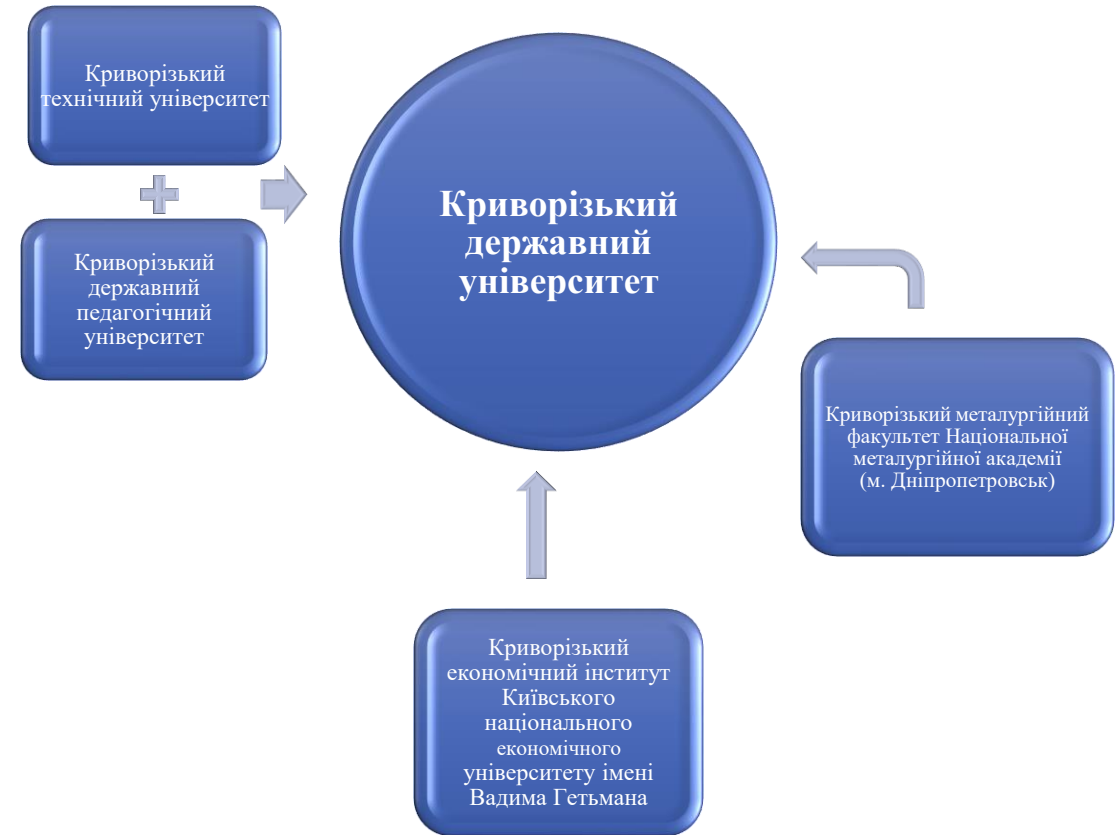 Криворізький
технічний університет
Криворізький
державний
педагогічний
університет
Криворізький
державний
університет
Криворізький металургійний
факультет Національної
металургійної академії
(м. Дніпропетровськ)
Криворізький
економічний інститут
Київського
національного
економічного
університету імені
Вадима Гетьмана